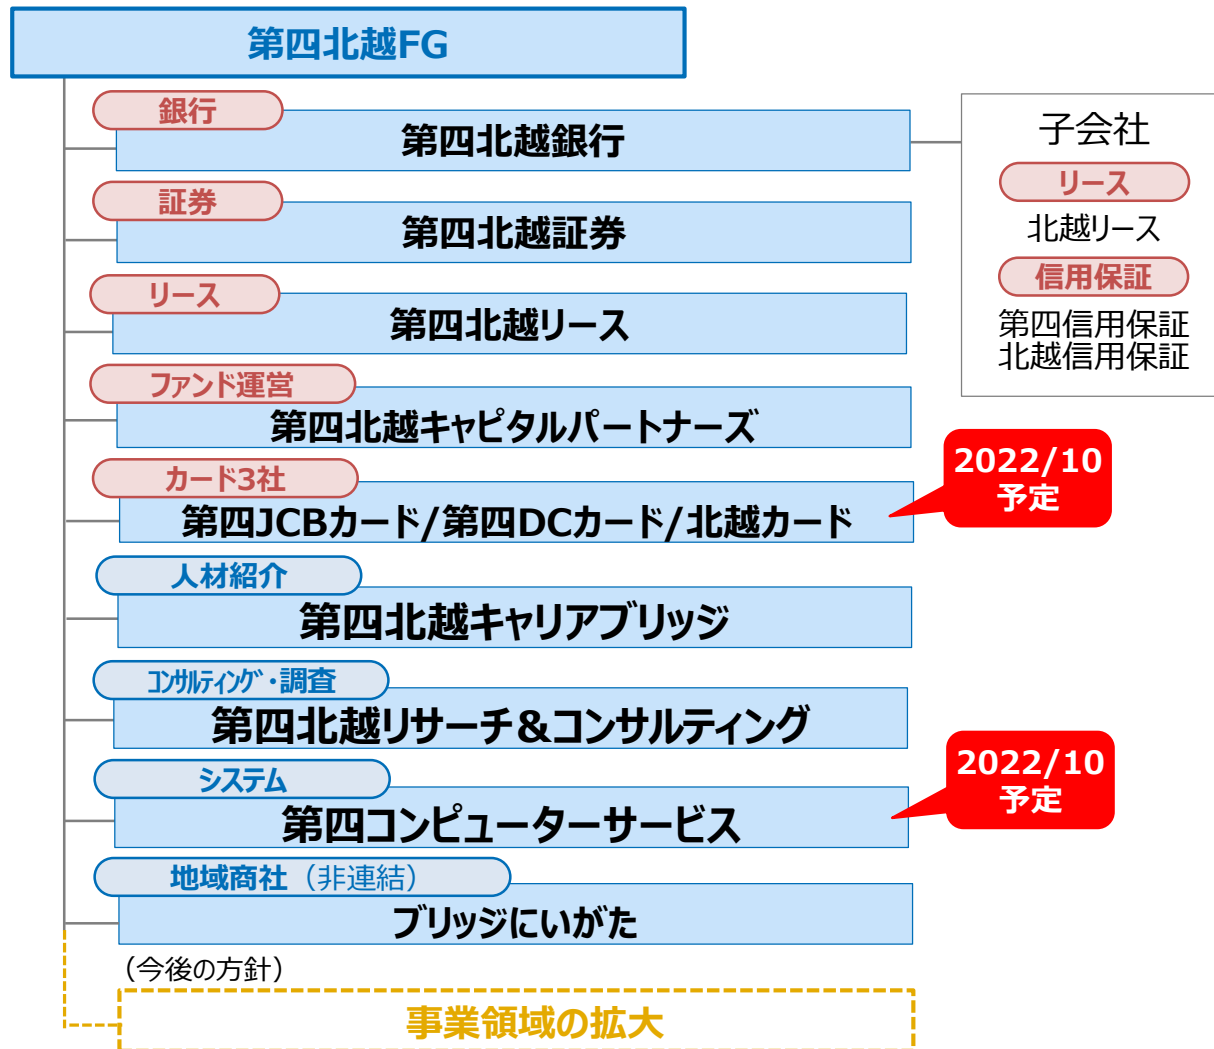 第四北越FG
銀行
第四北越銀行
子会社
リース
北越リース
信用保証
第四信用保証
北越信用保証
証券
第四北越証券
リース
第四北越リース
ファンド運営
第四北越キャピタルパートナーズ
カード3社
第四JCBカード/第四DCカード/北越カード
2022/10
予定
人材紹介
第四北越キャリアブリッジ
コンサルティング・調査
第四北越リサーチ&コンサルティング
システム
第四コンピューターサービス
2022/10
予定
地域商社（非連結）
ブリッジにいがた
（今後の方針）
事業領域の拡大